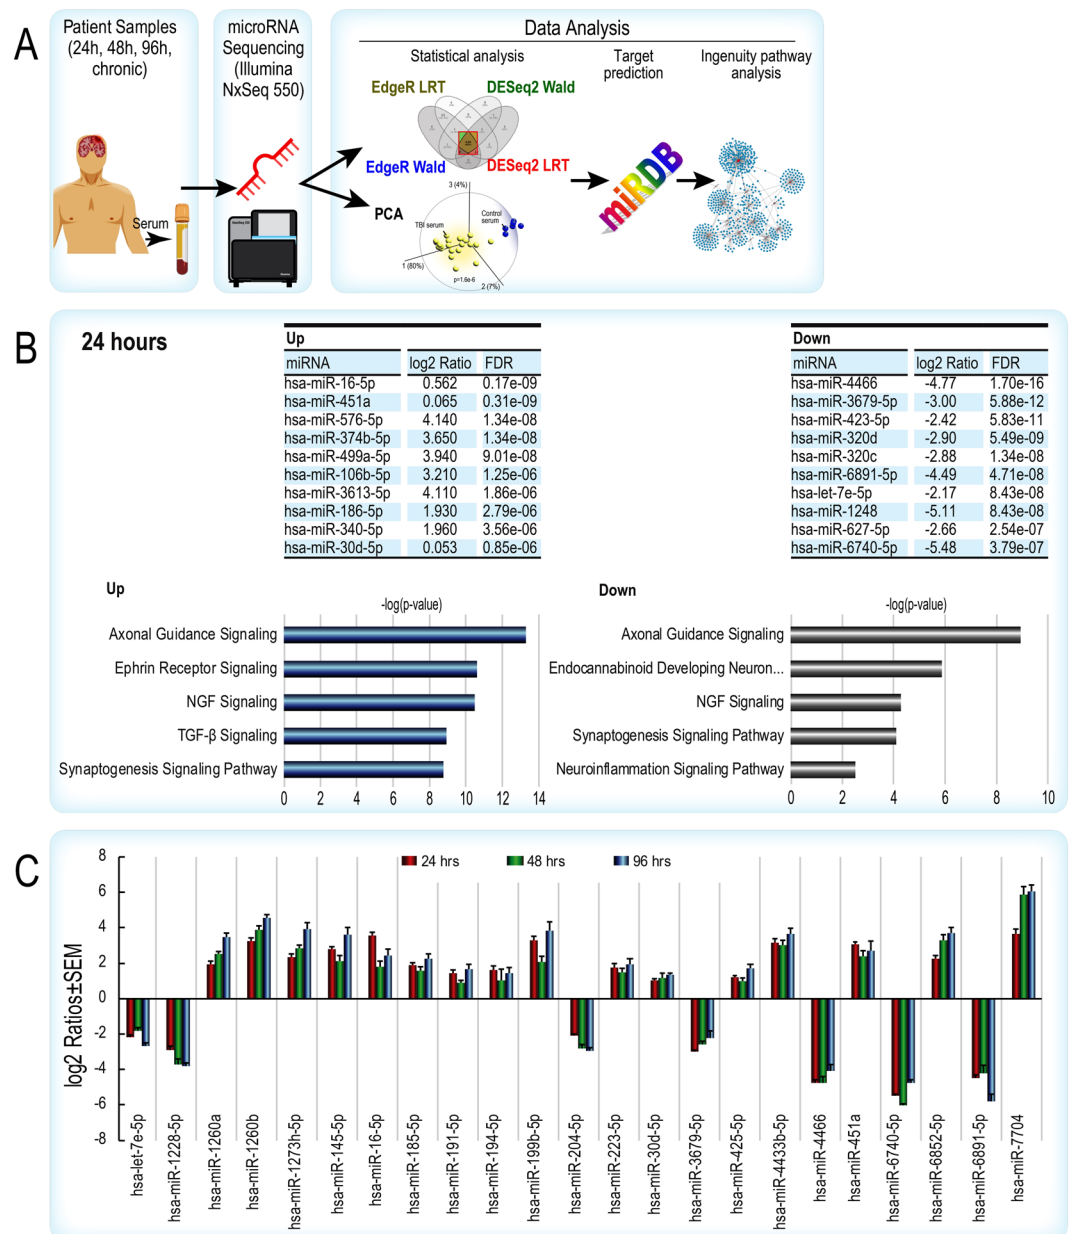 A
Patient Samples
(24h, 48h, 96h,
chronic)
Serum
microRNA
Sequencing
(Illumina
NxSeq 550)
Data Analysis
Statistical analysis
Target
prediction
Ingenuity pathway
analysis
EdgeR LRT
DESeq2 Wald
EdgeR Wald
DESeq2 LRT
PCA
3 (4%)
Control
serum
TBI serum
1 (80%)
p=1.6e-6
2 (7%)
miRDB
B
24 hours
Up
miRNA log2 Ratio FDR
hsa-miR-16-5p 0.562 0.17e-09
hsa-miR-451a 0.065 0.31e-09
hsa-miR-576-5p 4.140 1.34e-08
hsa-miR-374b-5p 3.650 1.34e-08
hsa-miR-499a-5p 3.940 9.01e-08
hsa-miR-106b-5p 3.210 1.25e-06
hsa-miR-3613-5p 4.110 1.86e-06
hsa-miR-186-5p 1.930 2.79e-06
hsa-miR-340-5p 1.960 3.56e-06
hsa-miR-30d-5p 0.053 0.85e-06
Down
miRNA log2 Ratio FDR
hsa-miR-4466 -4.77 1.70e-16
hsa-miR-3679-5p -3.00 5.88e-12
hsa-miR-423-5p -2.42 5.83e-11
hsa-miR-320d -2.90 5.49e-09
hsa-miR-320c -2.88 1.34e-08
hsa-miR-6891-5p -4.49 4.71e-08
hsa-let-7e-5p -2.17 8.43e-08
hsa-miR-1248 -5.11 8.43e-08
hsa-miR-627-5p -2.66 2.54e-07
hsa-miR-6740-5p -5.48 3.79e-07
Up
-log(p-value)
Axonal Guidance Signaling
Ephrin Receptor Signaling
NGF Signaling
TGF-β Signaling
Synaptogenesis Signaling Pathway
0 2 4 6 8 10 12 14
Down
-log(p-value)
Axonal Guidance Signaling
Endocannabinoid Developing Neuron...
NGF Signaling
Synaptogenesis Signaling Pathway
Neuroinflammation Signaling Pathway
0 2 4 6 8 10
C
24 hrs 48 hrs 96 hrs
log2 Ratios±SEM
8
6
4
2
0
-2
-4
-6
-8
hsa-let-7e-5p
hsa-miR-1228-5p
hsa-miR-1260a
hsa-miR-1260b
hsa-miR-1273h-5p
hsa-miR-145-5p
hsa-miR-16-5p
hsa-miR-185-5p
hsa-miR-191-5p
hsa-miR-194-5p
hsa-miR-199b-5p
hsa-miR-204-5p
hsa-miR-223-5p
hsa-miR-30d-5p
hsa-miR-3679-5p
hsa-miR-425-5p
hsa-miR-4433b-5p
hsa-miR-4466
hsa-miR-451a
hsa-miR-6740-5p
hsa-miR-6852-5p
hsa-miR-6891-5p
hsa-miR-7704